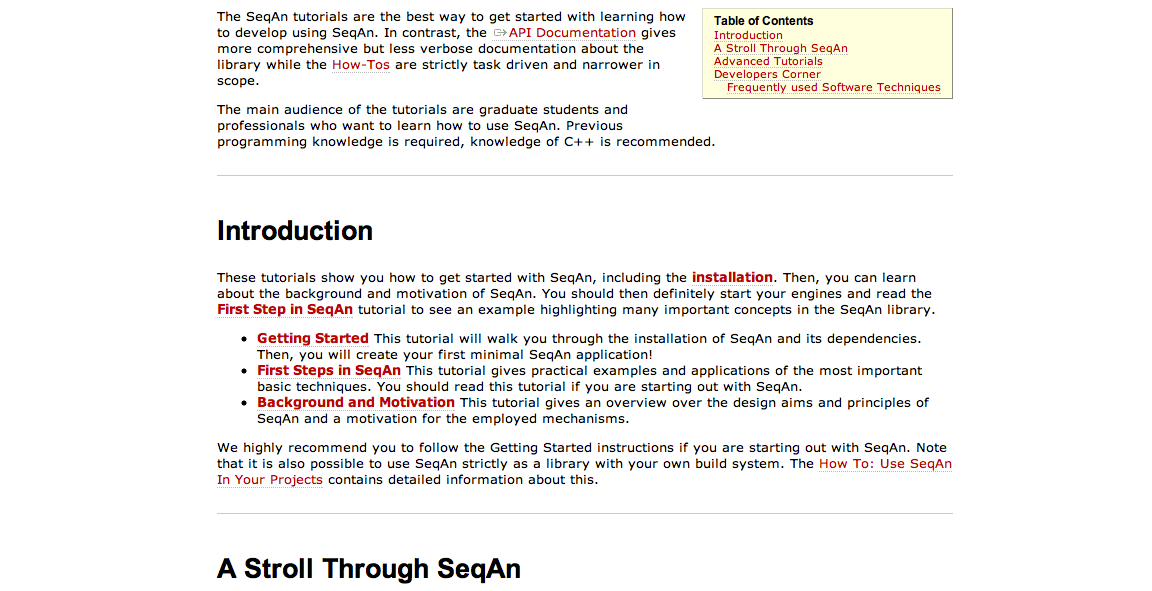 The SeqAn tutorials are the best way to get started with learning how
to develop using SeqAn. In contrast, the API Documentation gives
more comprehensive but less verbose documentation about the
library while the How-Tos are strictly task driven and narrower in
scope.
Table of Contents
Introduction
A Stroll Through SeqAn
Advanced Tutorials
Developers Corner
Frequently used Software Techniques
The main audience of the tutorials are graduate students and
professionals who want to learn how to use SeqAn. Previous
programming knowledge is required, knowledge of C++ is recommended.
Introduction
These tutorials show you how to get started with SeqAn, including the installation. Then, you can learn
about the background and motivation of SeqAn. You should then definitely start your engines and read the
First Step in SeqAn tutorial to see an example highlighting many important concepts in the SeqAn library.
• Getting Started This tutorial will walk you through the installation of SeqAn and its dependencies.
Then, you will create your first minimal SeqAn application!
• First Steps in SeqAn This tutorial gives practical examples and applications of the most important
basic techniques. You should read this tutorial if you are starting out with SeqAn.
• Background and Motivation This tutorial gives an overview over the design aims and principles of
SeqAn and a motivation for the employed mechanisms.
We highly recommend you to follow the Getting Started instructions if you are starting out with SeqAn. Note
that it is also possible to use SeqAn strictly as a library with your own build system. The How To: Use SeqAn
In Your Projects contains detailed information about this.
A Stroll Through SeqAn